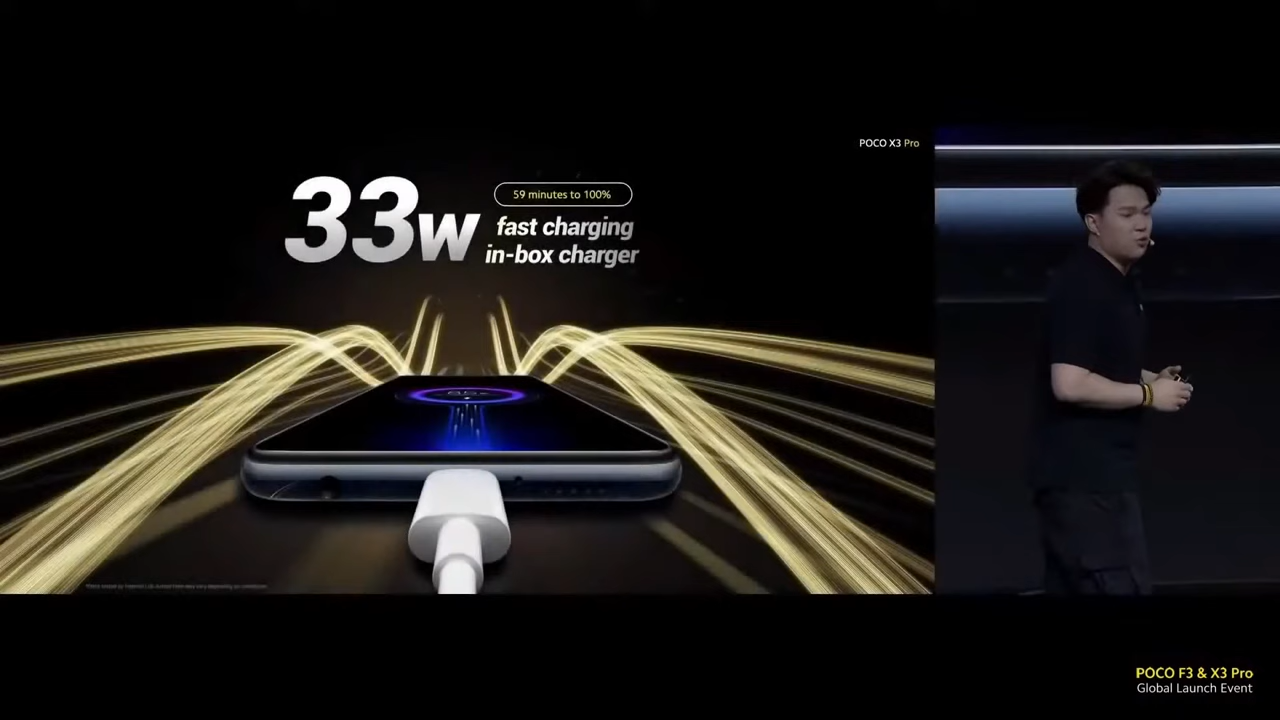 POCO X3 Pro
33W
59 minutes to 100%
fast charging
in-box charger
POCO F3 & X3 Pro
Global Launch Event